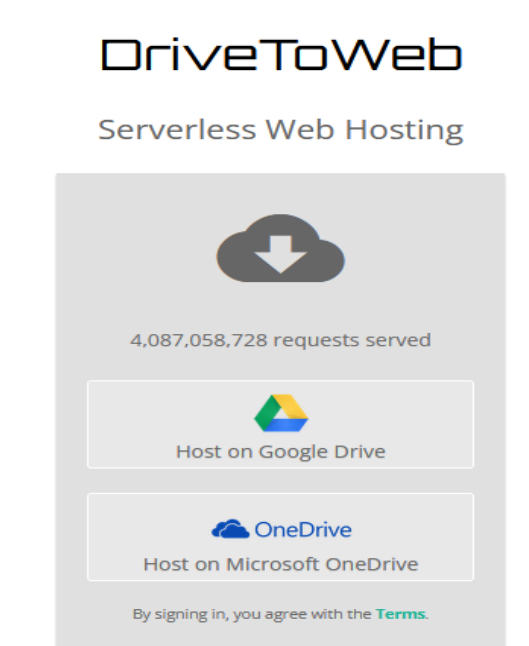 DriveToWeb
Serverless Web Hosting
4,087,058,728 requests served
Host on Google Drive
OneDrive
Host on Microsoft OneDrive
By signing in, you agree with the Terms.